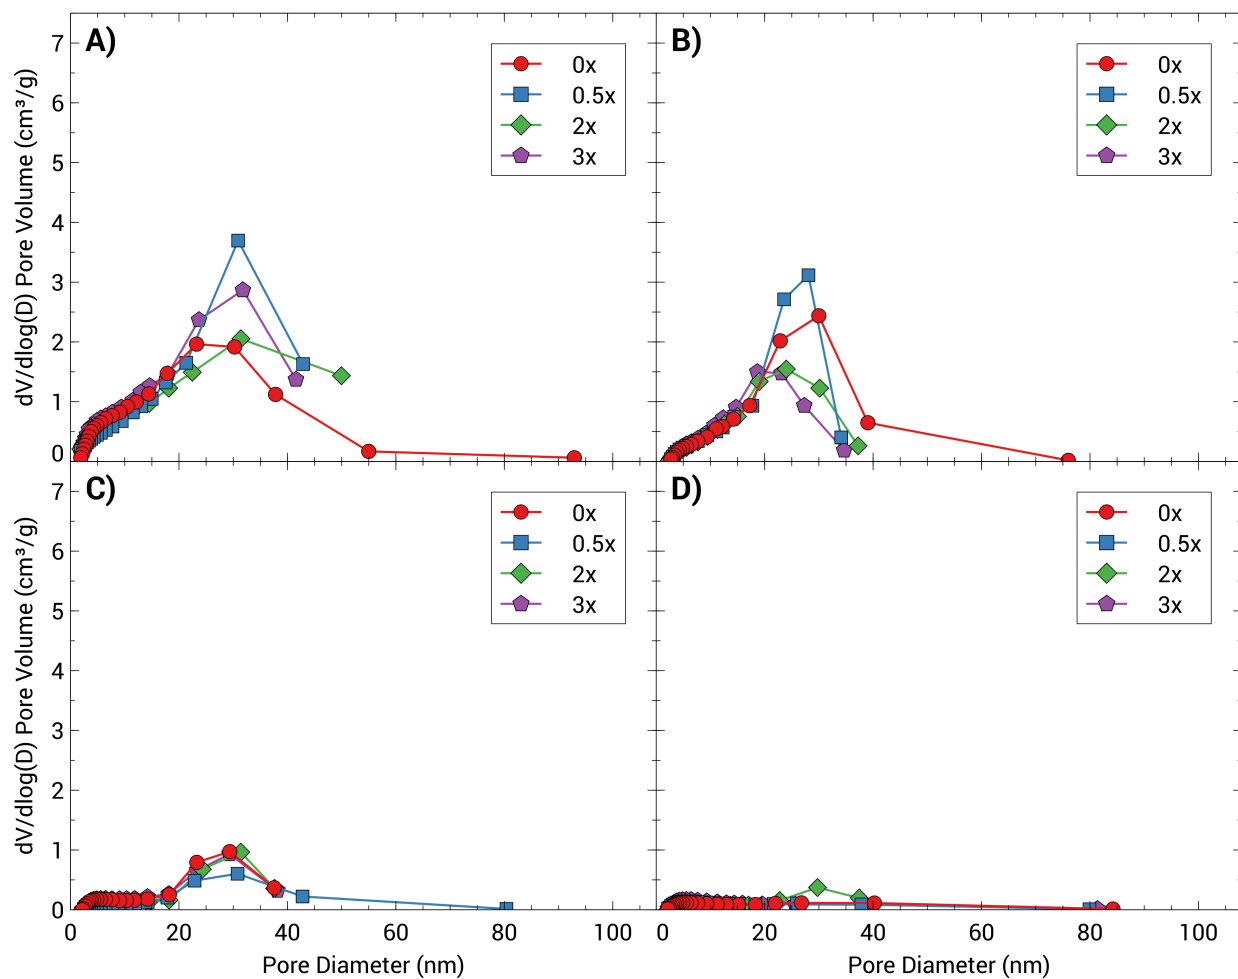 A)
B)
7
6
5
4
3
2
1
0
dV/dlog(D) Pore Volume (cm³/g)
0x
0.5x
2x
3x
0x
0.5x
2x
3x
C)
D)
7
6
5
4
3
2
1
0
dV/dlog(D) Pore Volume (cm³/g)
0x
0.5x
2x
3x
0x
0.5x
2x
3x
0 20 40 60 80 100
0 20 40 60 80 100
Pore Diameter (nm)
Pore Diameter (nm)